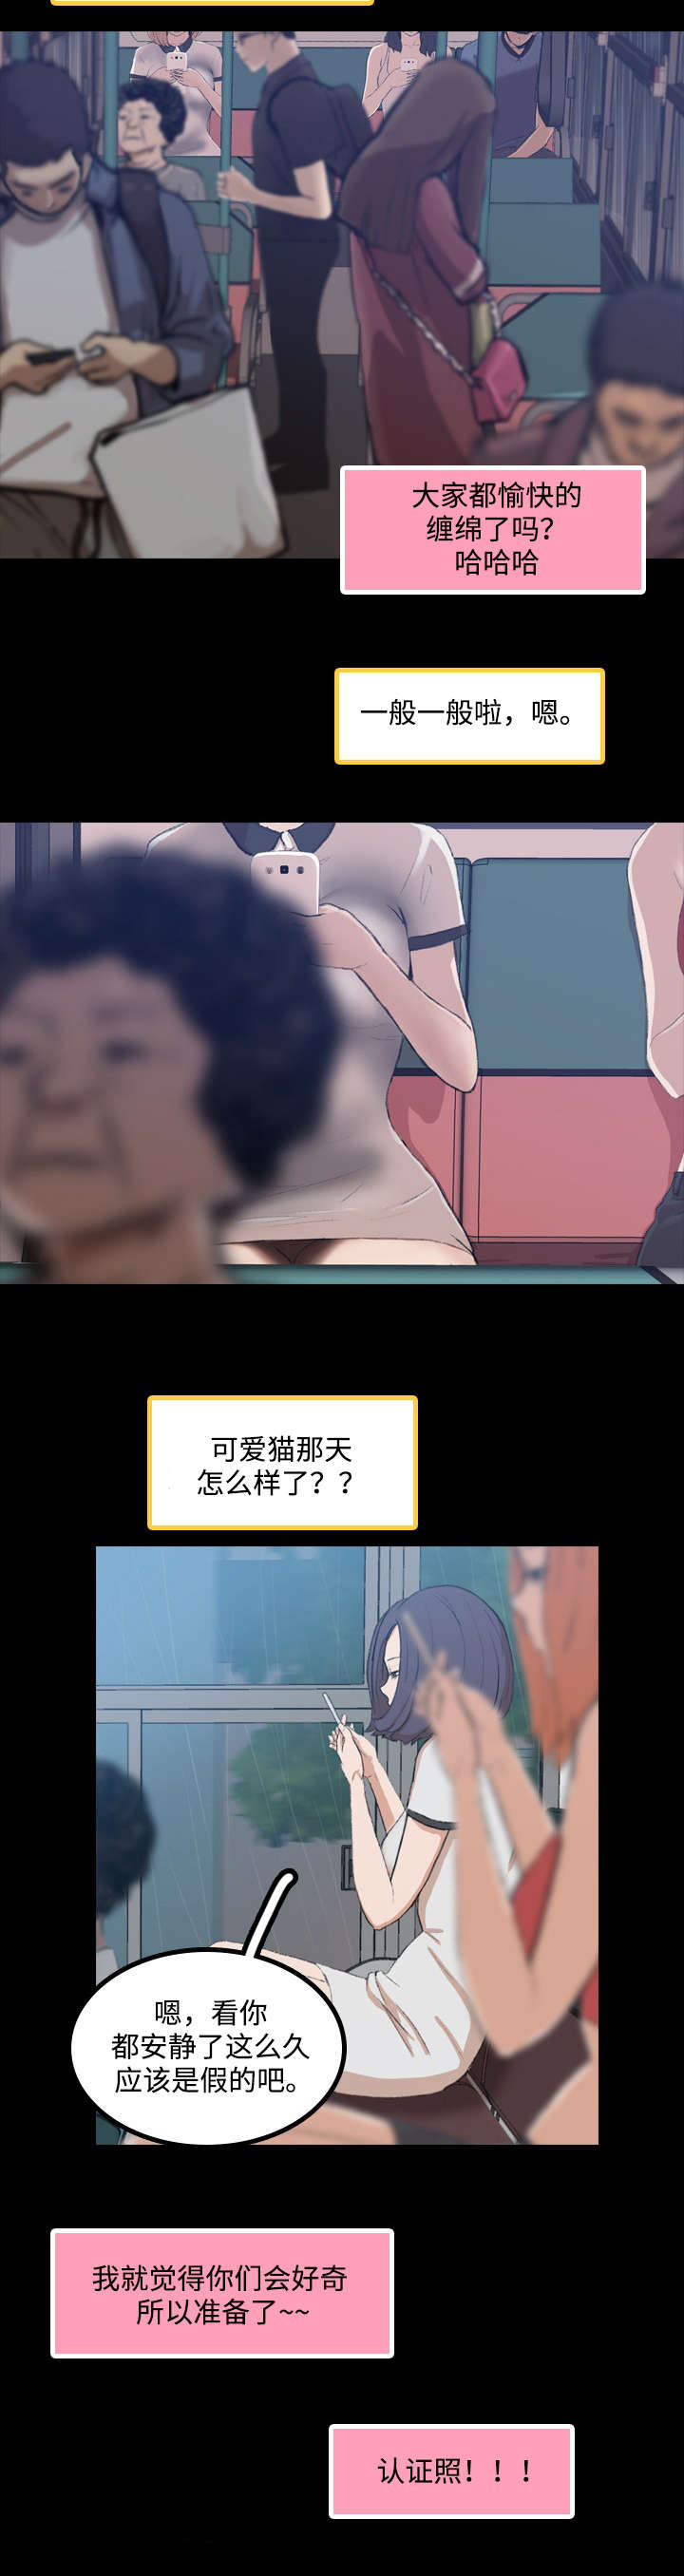 大家都愉快的
缠绵了吗？
哈哈哈
一般一般啦，嗯。
可爱猫那天
怎么样了？？
嗯，看你
都安静了这么久
应该是假的吧。
我就觉得你们会好奇
所以准备了~~
认证照！！！